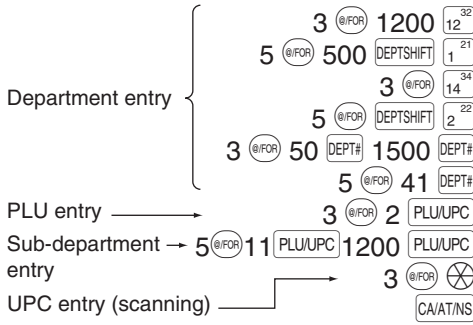 3 @/FOR 1200 12 32
5 @/FOR 500 DEPTSHIFT 1 21
Department entry 3 @/FOR 14 34
5 @/FOR DEPTSHIFT 2 22
3 @/FOR 50 DEPT# 1500 DEPT#
5 @/FOR 41 DEPT#
PLU entry 3 @/FOR 2 PLU/UPC
Sub-department 5 @/FOR 11 PLU/UPC 1200 PLU/UPC
entry 3 @/FOR
UPC entry (scanning) CA/AT/NS